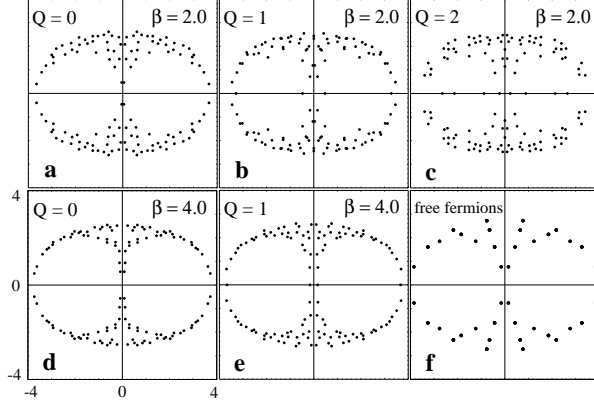 Q = 0 β = 2.0 Q = 1 β = 2.0 Q = 2 β = 2.0
a b c
4 Q = 0 β = 4.0 Q = 1 β = 4.0 free fermions
0
d e f
-4
-4 0 4